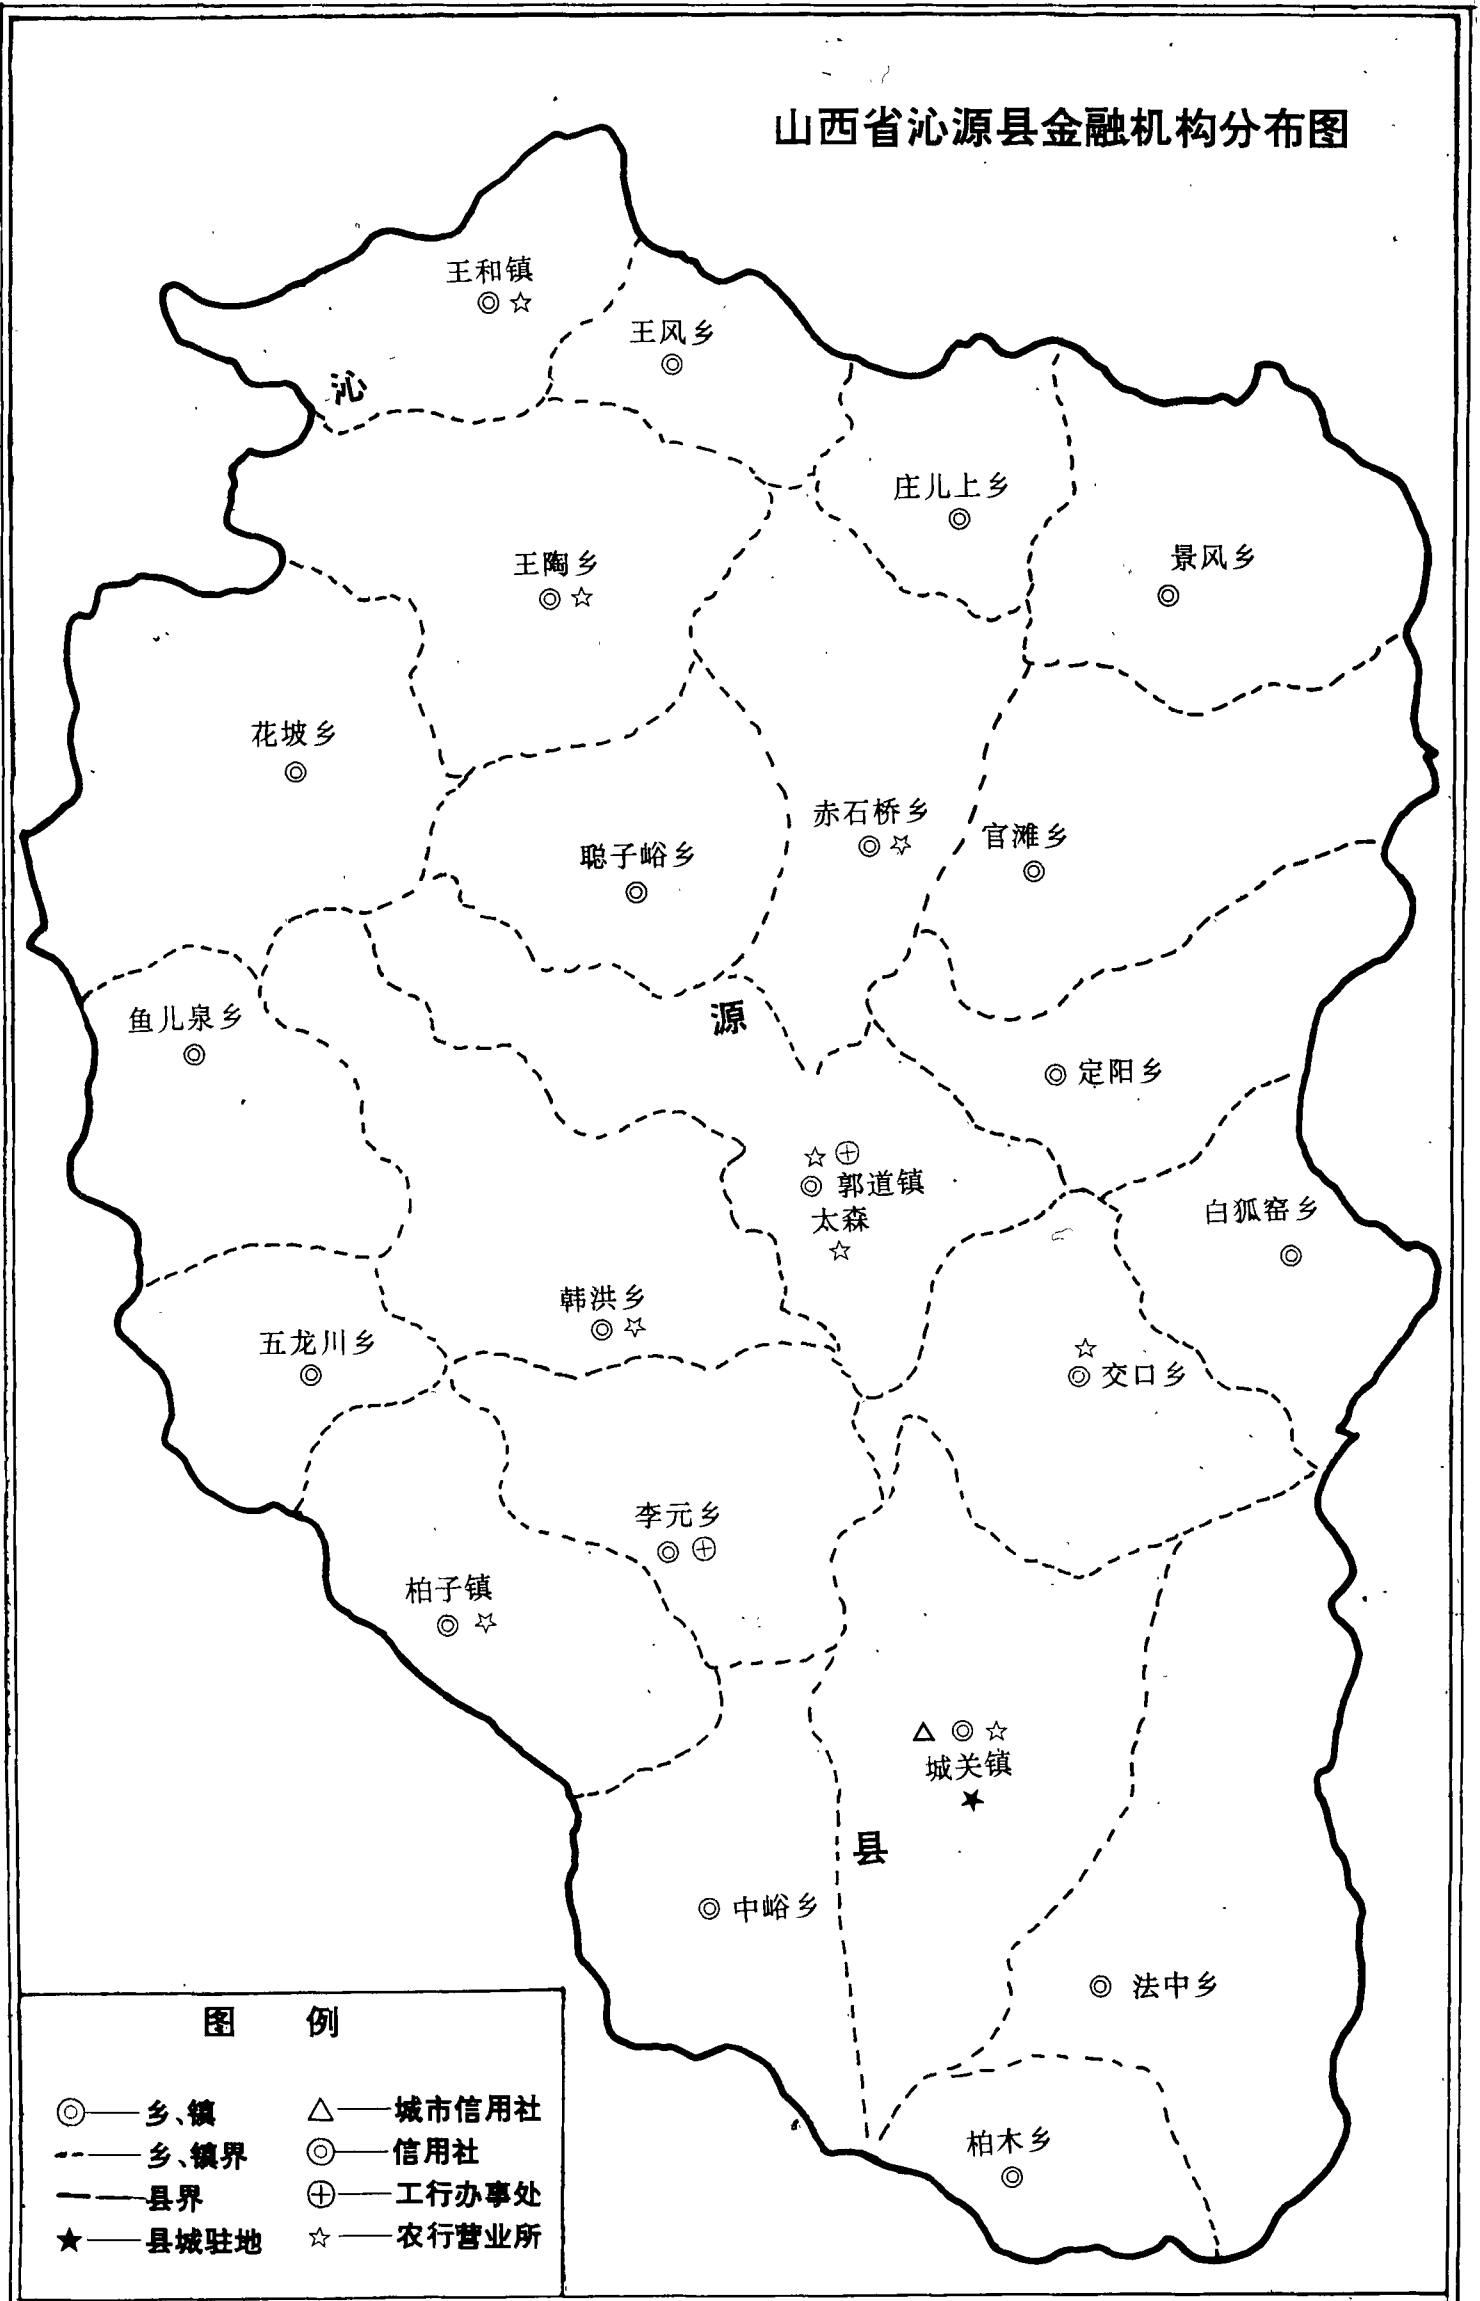 山西省沁源县金融机构分布图
王和镇
王风乡
沁
庄儿上乡
景风乡
王陶乡
花坡乡
赤石桥乡
官滩乡
聪子峪乡
源
鱼儿泉乡
定阳乡
郭道镇
太森
白狐窑乡
韩洪乡
五龙川乡
交口乡
李元乡
柏子镇
城关镇
县
中峪乡
法中乡
柏木乡
图 例
乡、镇
乡、镇界
县界
县城驻地
城市信用社
信用社
工行办事处
农行营业所